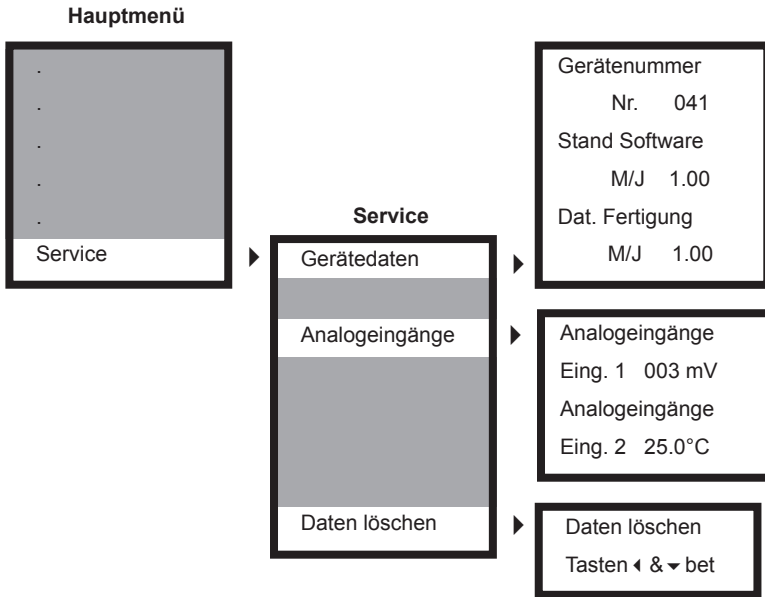 Hauptmenü
.
.
.
.
.
Service
Service
Gerätedaten
Analogeingänge
Daten löschen
Gerätenummer
Nr. 041
Stand Software
M/J 1.00
Dat. Fertigung
M/J 1.00
Analogeingänge
Eing. 1 003 mV
Analogeingänge
Eing. 2 25.0°C
Daten löschen
Tasten ◂ & ▾ bet